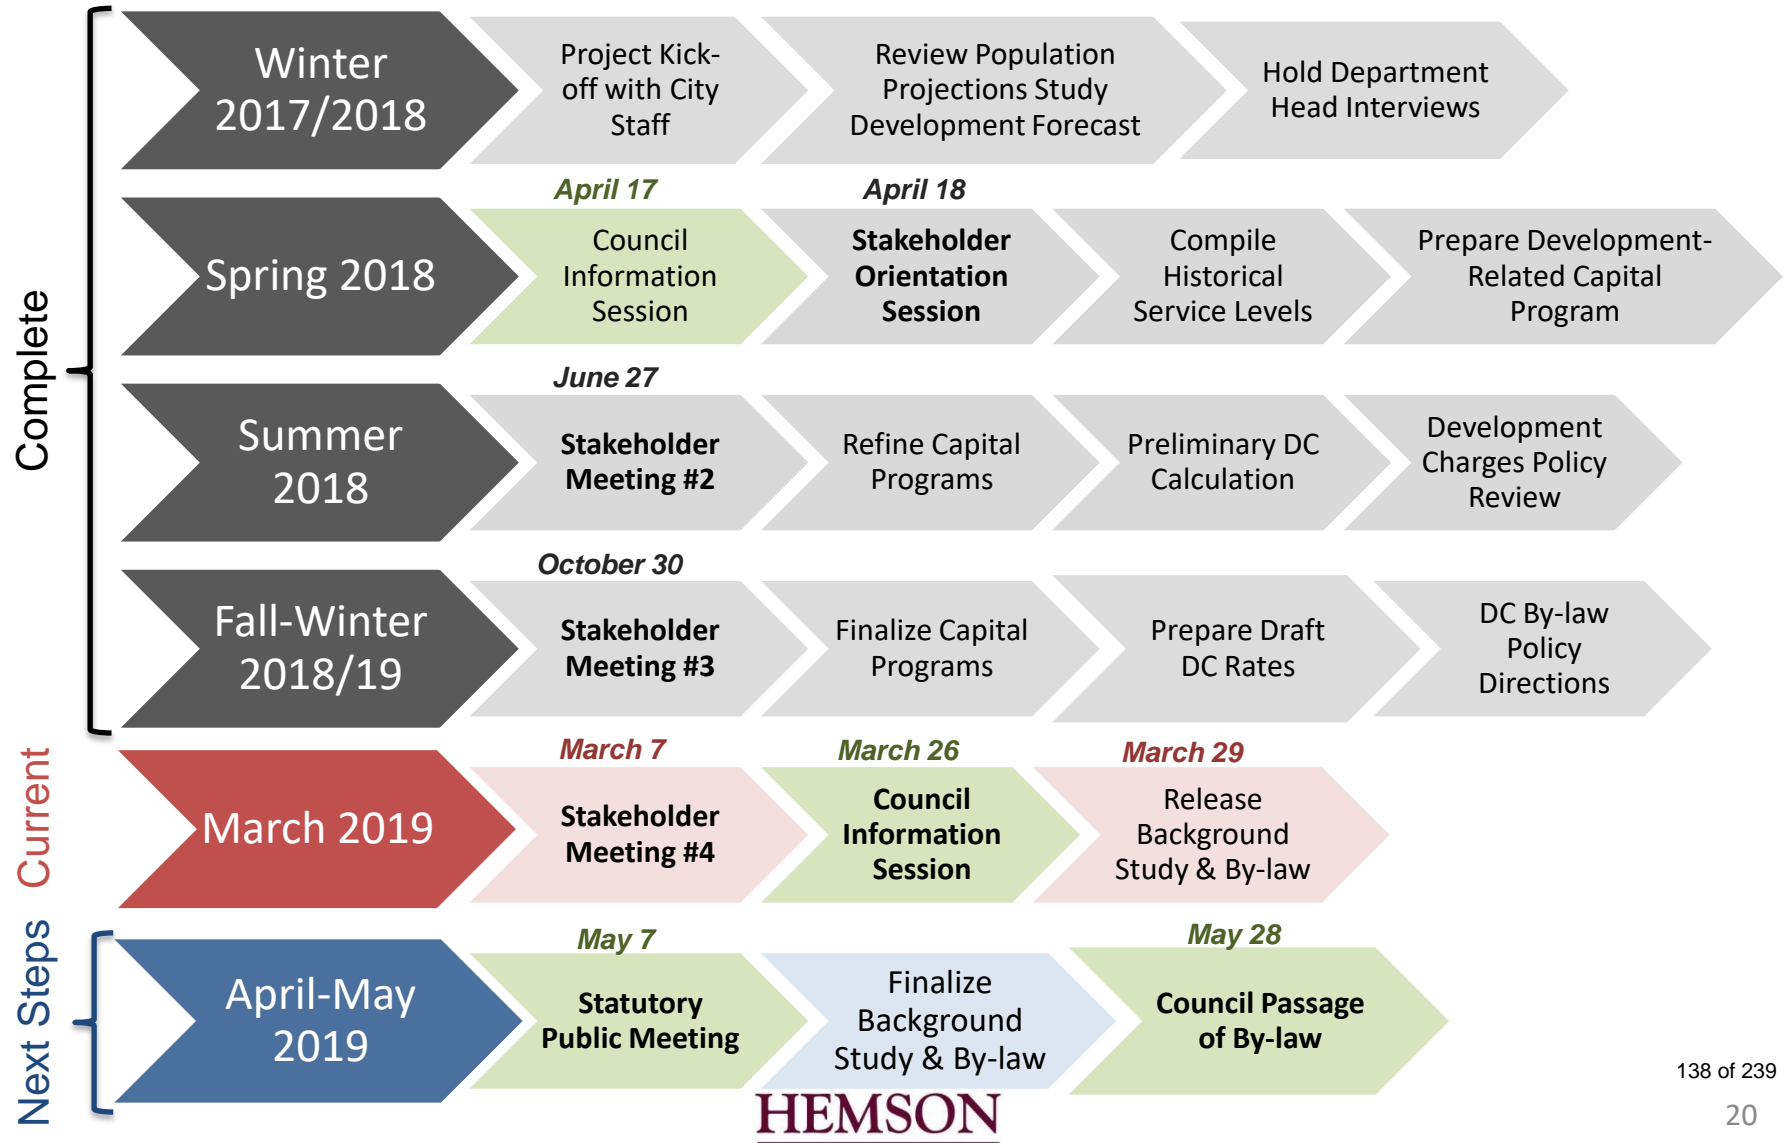 Complete
Winter
2017/2018
Project Kick-
off with City
Staff
Review Population
Projections Study
Development Forecast
Hold Department
Head Interviews
Spring 2018
April 17
Council
Information
Session
April 18
Stakeholder
Orientation
Session
Compile
Historical
Service Levels
Prepare Development-
Related Capital
Program
Summer
2018
June 27
Stakeholder
Meeting #2
Refine Capital
Programs
Preliminary DC
Calculation
Development
Charges Policy
Review
Fall-Winter
2018/19
October 30
Stakeholder
Meeting #3
Finalize Capital
Programs
Prepare Draft
DC Rates
DC By-law
Policy
Directions
Current
March 2019
March 7
Stakeholder
Meeting #4
March 26
Council
Information
Session
March 29
Release
Background
Study & By-law
Next Steps
April-May
2019
May 7
Statutory
Public Meeting
Finalize
Background
Study & By-law
May 28
Council Passage
of By-law
HEMSON
138 of 239
20